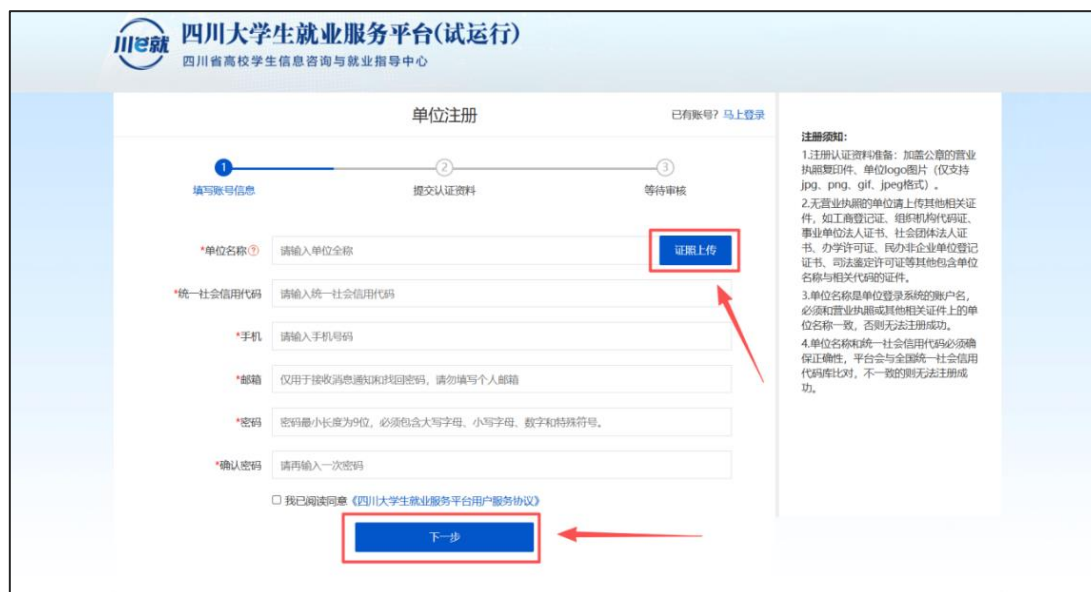 川e就
四川大学生就业服务平台(试运行)
四川省高校学生信息咨询与就业指导中心
单位注册
已有账号？马上登录
1
2
3
填写账号信息
提交认证资料
等待审核
*单位名称?
请输入单位全称
证照上传
*统一社会信用代码
请输入统一社会信用代码
*手机
请输入手机号码
*邮箱
仅用于接收消息通知和找回密码，请勿填写个人邮箱
*密码
密码最小长度为9位，必须包含大写字母、小写字母、数字和特殊符号。
*确认密码
请再输入一次密码
我已阅读同意《四川大学生就业服务平台用户服务协议》
下一步
注册须知：
1.注册认证资料准备：加盖公章的营业
执照复印件、单位logo图片（仅支持
jpg、png、gif、jpeg格式）。
2.无营业执照的单位请上传其他相关证
件，如工商登记证、组织机构代码证、
事业单位法人证书、社会团体法人证
书、办学许可证、民办非企业单位登记
证书、司法鉴定许可证等其他包含单位
名称与相关代码的证件。
3.单位名称是单位登录系统的账户名，
必须和营业执照或其他相关证件上的单
位名称一致，否则无法注册成功。
4.单位名称和统一社会信用代码必须确
保正确性，平台会与全国统一社会信用
代码库比对，不一致的则无法注册成
功。